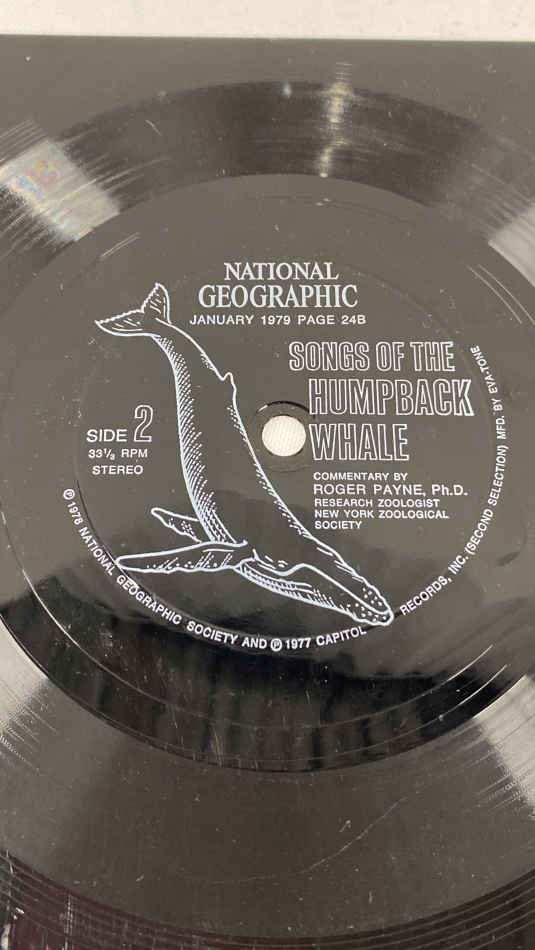 NATIONAL
GEOGRAPHIC
JANUARY 1979 PAGE 24B
SONGS OF THE
HUMPBACK
WHALE
SIDE 2
33⅓ RPM
STEREO
COMMENTARY BY
ROGER PAYNE, Ph.D.
RESEARCH ZOOLOGIST
NEW YORK ZOOLOGICAL
SOCIETY
℗ 1978 NATIONAL GEOGRAPHIC SOCIETY AND ℗ 1977 CAPITOL RECORDS, INC. (SECOND SELECTION) MFD. BY EVA-TONE